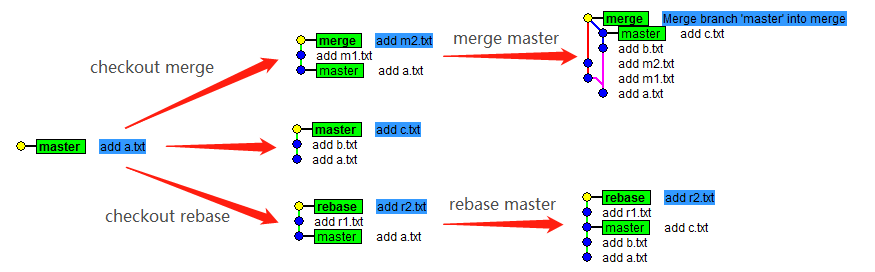 master add a.txt
checkout merge
merge add m2.txt
add m1.txt
master add a.txt
merge master
merge Merge branch 'master' into merge
master add c.txt
add b.txt
add m2.txt
add m1.txt
add a.txt
master add c.txt
add b.txt
add a.txt
checkout rebase
rebase add r2.txt
add r1.txt
master add a.txt
rebase master
rebase add r2.txt
add r1.txt
master add c.txt
add b.txt
add a.txt